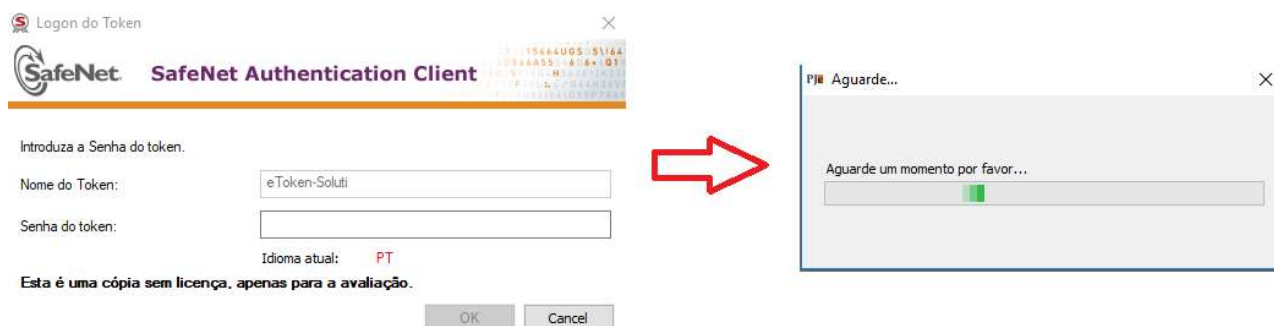 Logon do Token
SafeNet. SafeNet Authentication Client
Introduza a Senha do token.
Nome do Token: eToken-Soluti
Senha do token:
Idioma atual: PT
Esta é uma cópia sem licença, apenas para a avaliação.
OK Cancel
PJe Aguarde...
Aguarde um momento por favor...